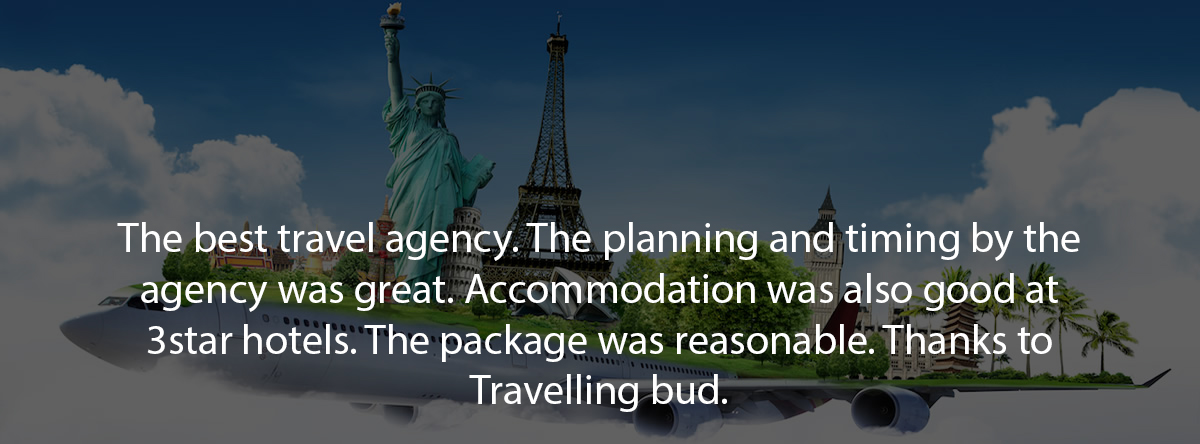 The best travel agency. The planning and timing by the
agency was great. Accommodation was also good at
3star hotels. The package was reasonable. Thanks to
Travelling bud.